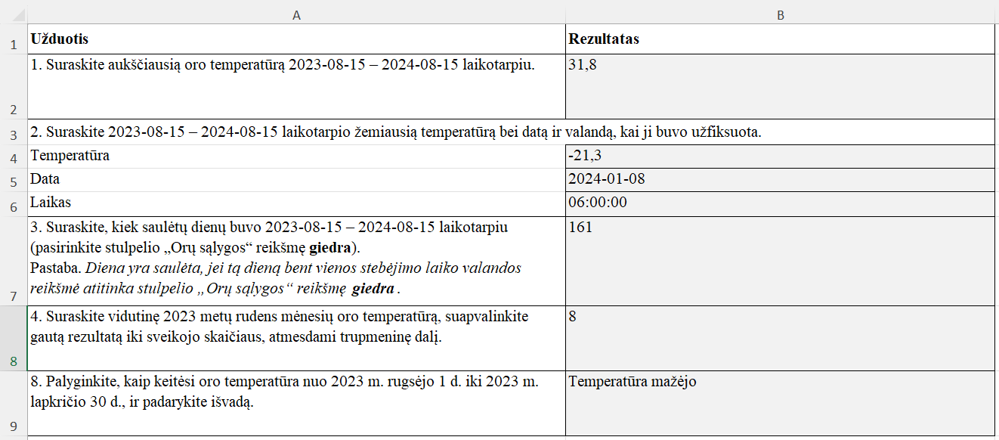 A B
1 Užduotis Rezultatas
2 1. Suraskite aukščiausią oro temperatūrą 2023-08-15 – 2024-08-15 laikotarpiu. 31,8
3 2. Suraskite 2023-08-15 – 2024-08-15 laikotarpio žemiausią temperatūrą bei datą ir valandą, kai ji buvo užfiksuota.
4 Temperatūra -21,3
5 Data 2024-01-08
6 Laikas 06:00:00
3. Suraskite, kiek saulėtų dienų buvo 2023-08-15 – 2024-08-15 laikotarpiu 161
(pasirinkite stulpelio „Orų sąlygos“ reikšmę giedra).
Pastaba. Diena yra saulėta, jei tą dieną bent vienos stebėjimo laiko valandos
7 reikšmė atitinka stulpelio „Orų sąlygos“ reikšmę giedra .
4. Suraskite vidutinę 2023 metų rudens mėnesių oro temperatūrą, suapvalinkite 8
gautą rezultatą iki sveikojo skaičiaus, atmesdami trupmeninę dalį.
8
8. Palyginkite, kaip keitėsi oro temperatūra nuo 2023 m. rugsėjo 1 d. iki 2023 m. Temperatūra mažėjo
lapkričio 30 d., ir padarykite išvadą.
9